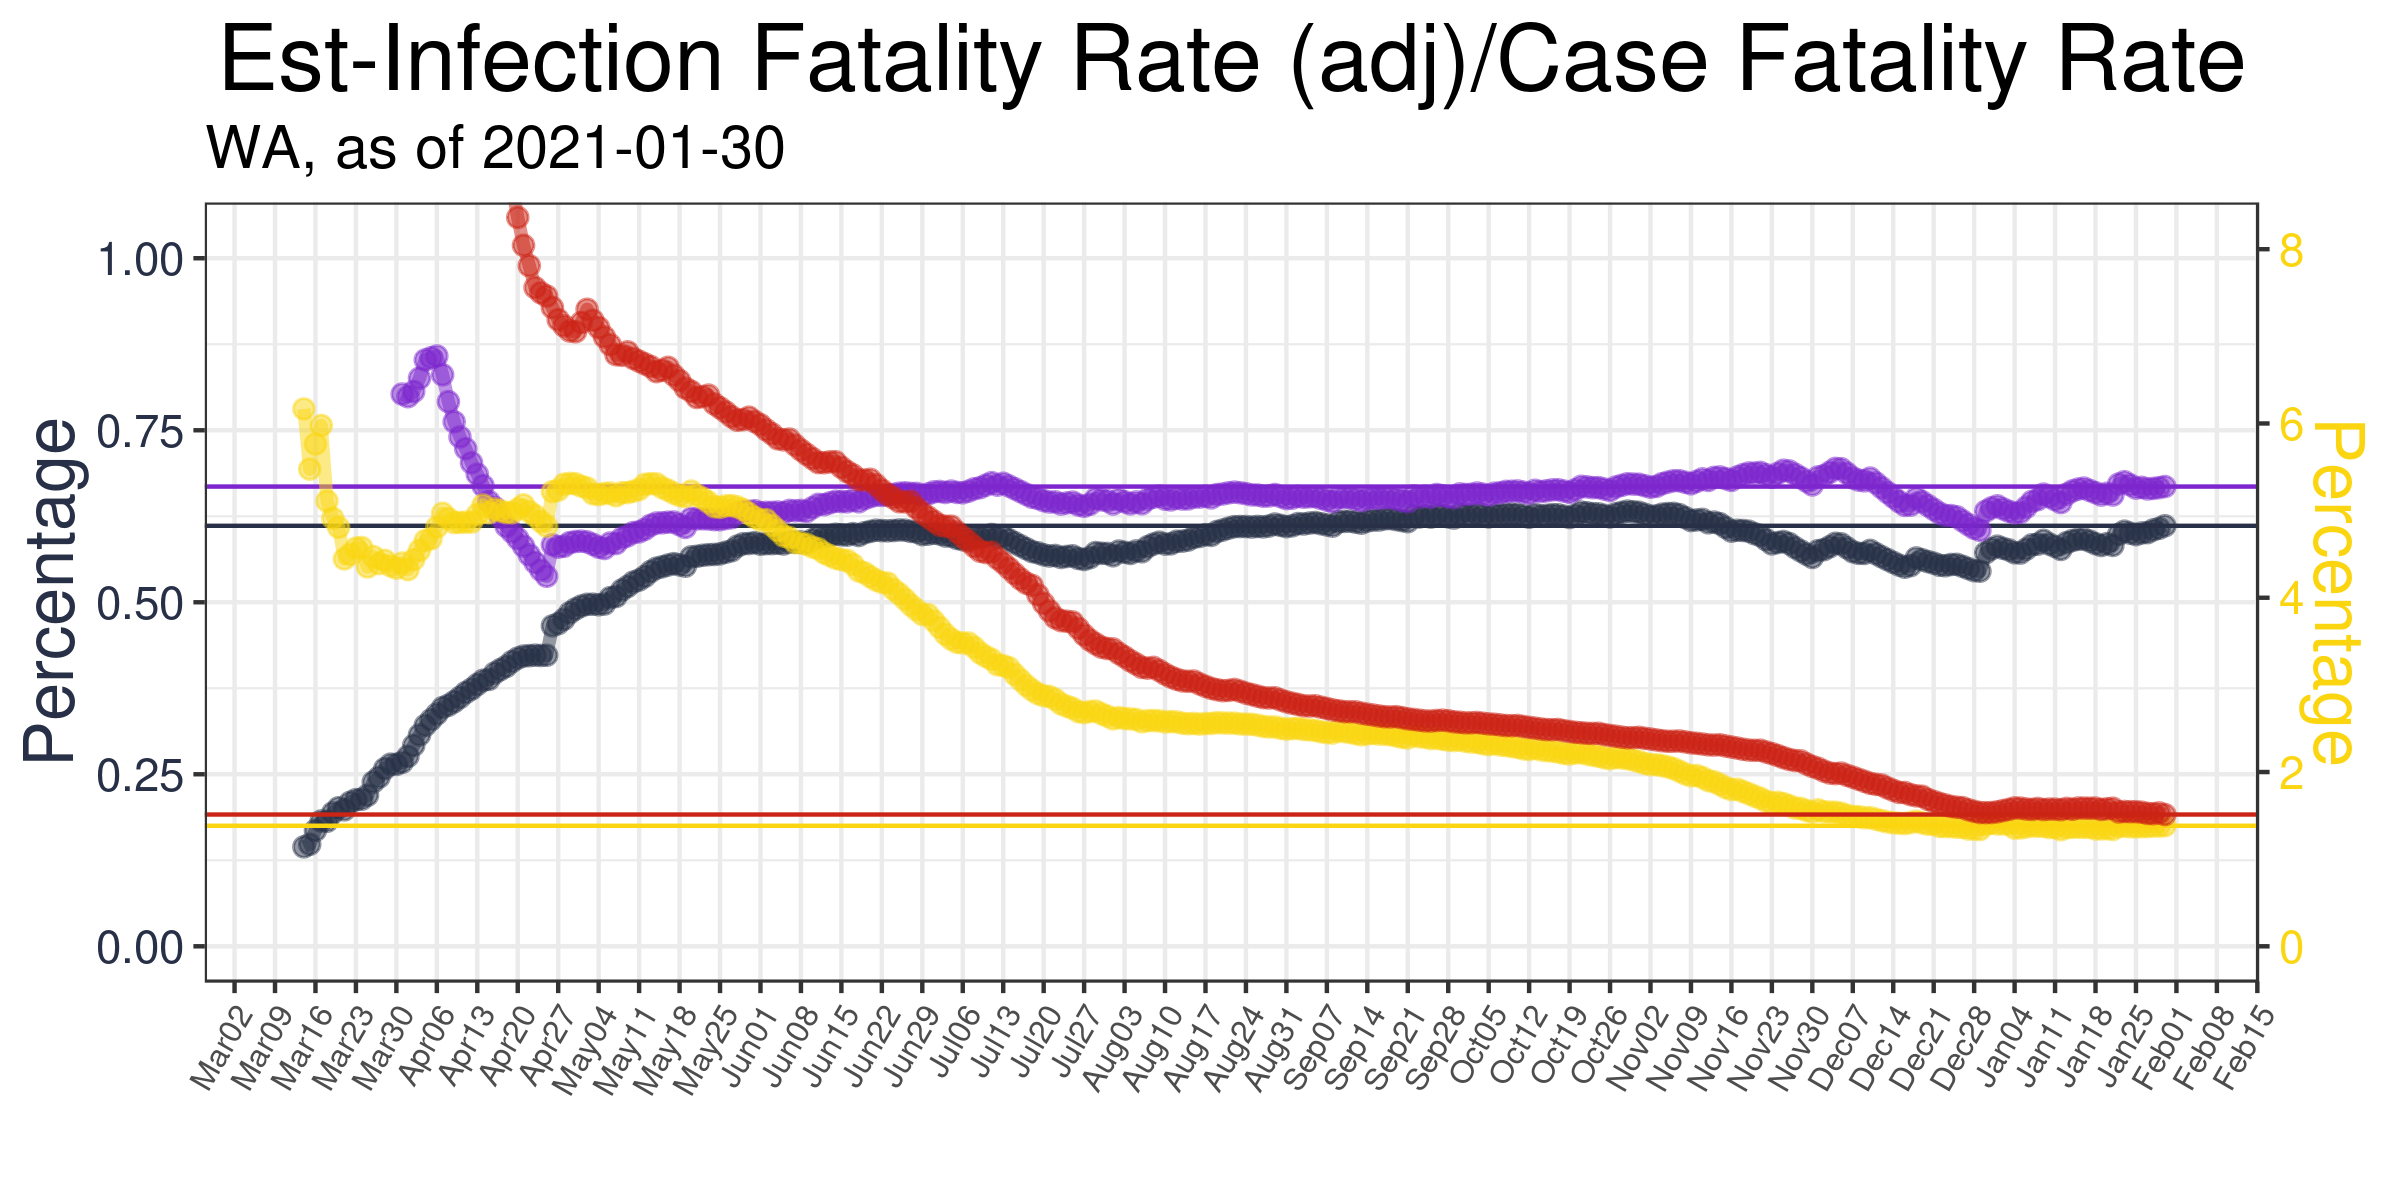 Est-Infection Fatality Rate (adj)/Case Fatality Rate
WA, as of 2021-01-30
Percentage
1.00
0.75
0.50
0.25
0.00
8
6
4
2
0
Percentage
Mar02
Mar09
Mar16
Mar23
Mar30
Apr06
Apr13
Apr20
Apr27
May04
May11
May18
May25
Jun01
Jun08
Jun15
Jun22
Jun29
Jul06
Jul13
Jul20
Jul27
Aug03
Aug10
Aug17
Aug24
Aug31
Sep07
Sep14
Sep21
Sep28
Oct05
Oct12
Oct19
Oct26
Nov02
Nov09
Nov16
Nov23
Nov30
Dec07
Dec14
Dec21
Dec28
Jan04
Jan11
Jan18
Jan25
Feb01
Feb08
Feb15